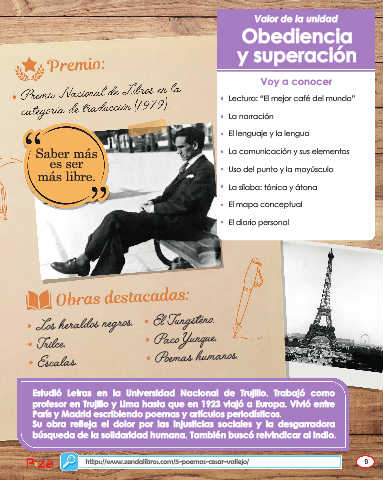 Valor de la unidad
Obediencia
y superación
Voy a conocer
• Lectura: “El mejor café del mundo”
• La narración
• El lenguaje y la lengua
• La comunicación y sus elementos
• Uso del punto y la mayúscula
• La sílaba: tónica y átona
• El mapa conceptual
• El diario personal
Premio:
• Premio Nacional de Libros en la
categoría de traducción (1979).
“Saber más
es ser
más libre.”
Obras destacadas:
• Los heraldos negros.
• Trilce.
• Escalas.
• El Tungsteno.
• Paco Yunque.
• Poemas humanos.
Estudió Letras en la Universidad Nacional de Trujillo. Trabajó como
profesor en Trujillo y Lima hasta que en 1923 viajó a Europa. Vivió entre
París y Madrid escribiendo poemas y artículos periodísticos.
Su obra refleja el dolor por las injusticias sociales y la desgarradora
búsqueda de la solidaridad humana. También buscó reivindicar al indio.
https://www.zendalibros.com/5-poemas-cesar-vallejo/
9